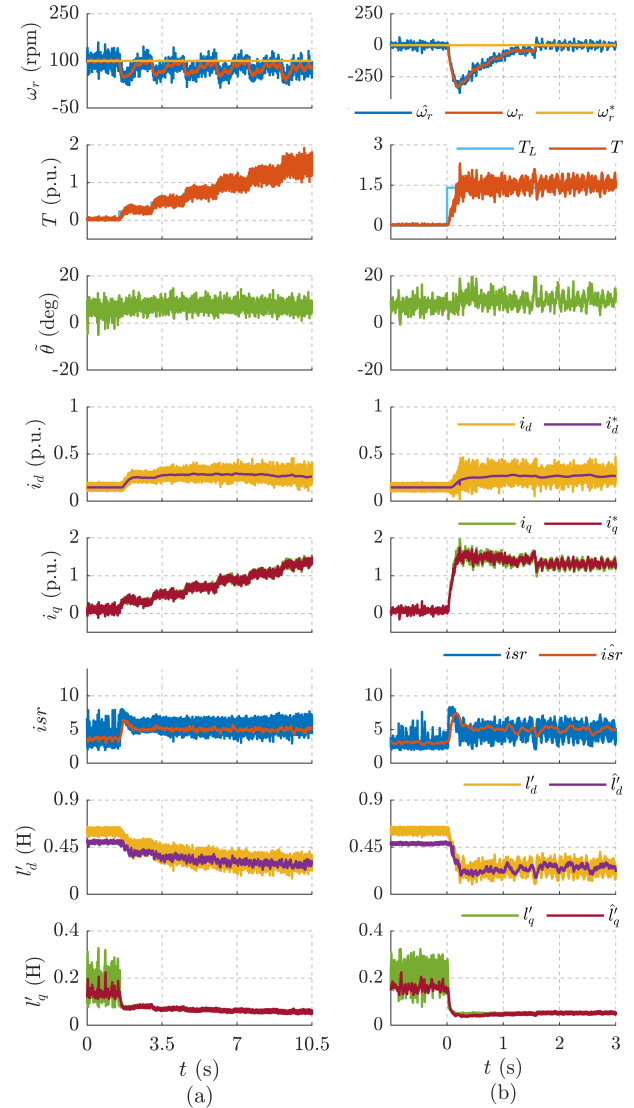 250
100
-50
ω_r (rpm)
0
-250
ω̂_r ω_r ω_r^*
2
1
0
T (p.u.)
3
1.5
0
T_L T
20
0
-20
θ̃ (deg)
20
0
-20
1
0.5
0
i_d (p.u.)
1
0.5
0
i_d i_d^*
2
1
0
i_q (p.u.)
2
1
0
i_q i_q^*
10
5
0
isr
10
5
0
isr iŝr
0.9
0.45
0
l'_d (H)
0.9
0.45
0
l'_d l̂'_d
0.4
0.2
0
l'_q (H)
0.4
0.2
0
l'_q l̂'_q
0 3.5 7 10.5
t (s)
(a)
0 1 2 3
t (s)
(b)